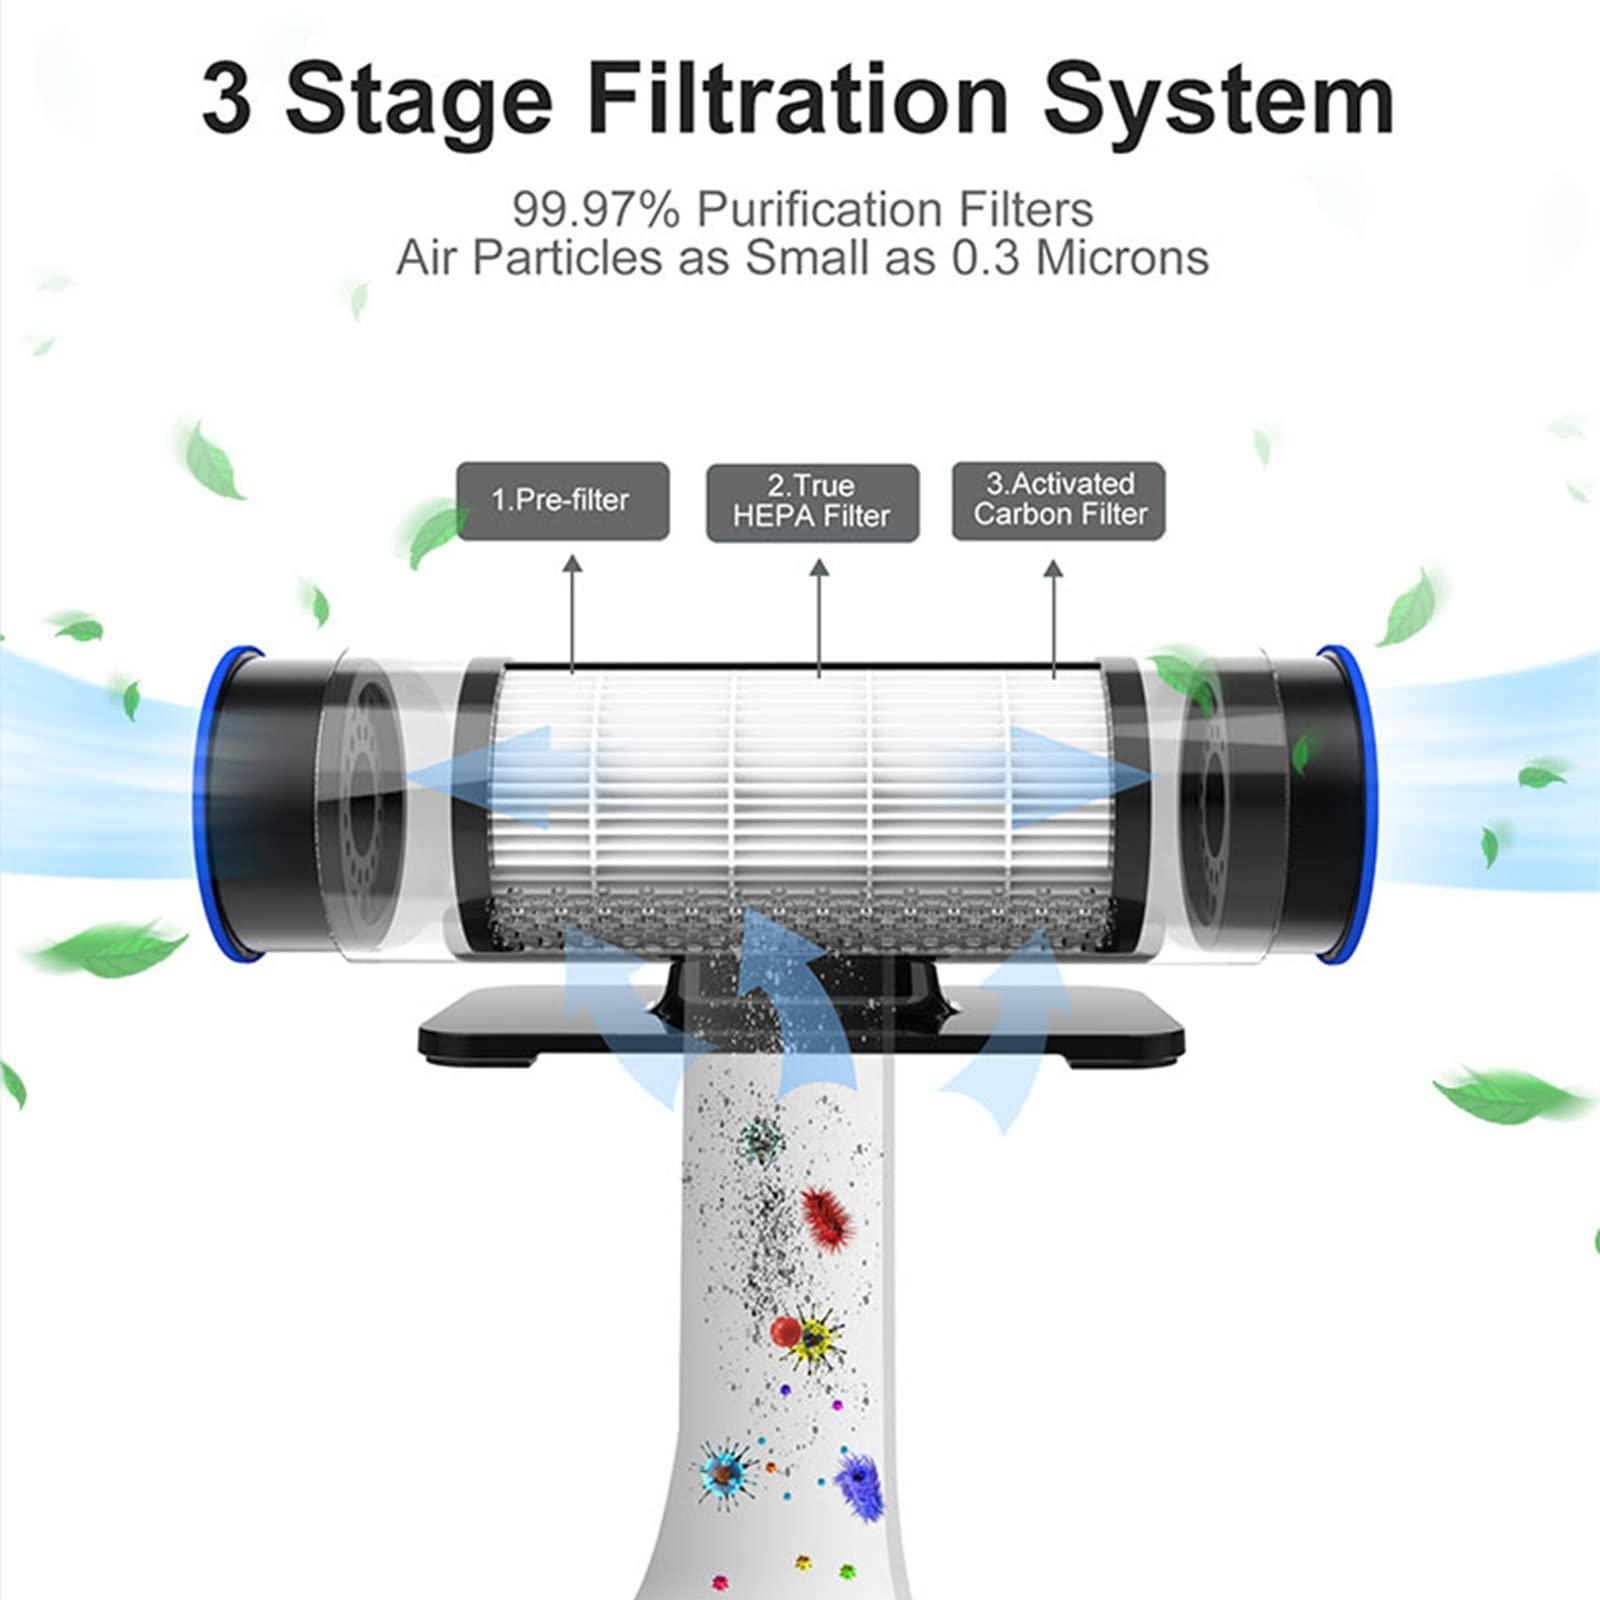 3 Stage Filtration System
99.97% Purification Filters
Air Particles as Small as 0.3 Microns
1.Pre-filter
2.True
HEPA Filter
3.Activated
Carbon Filter